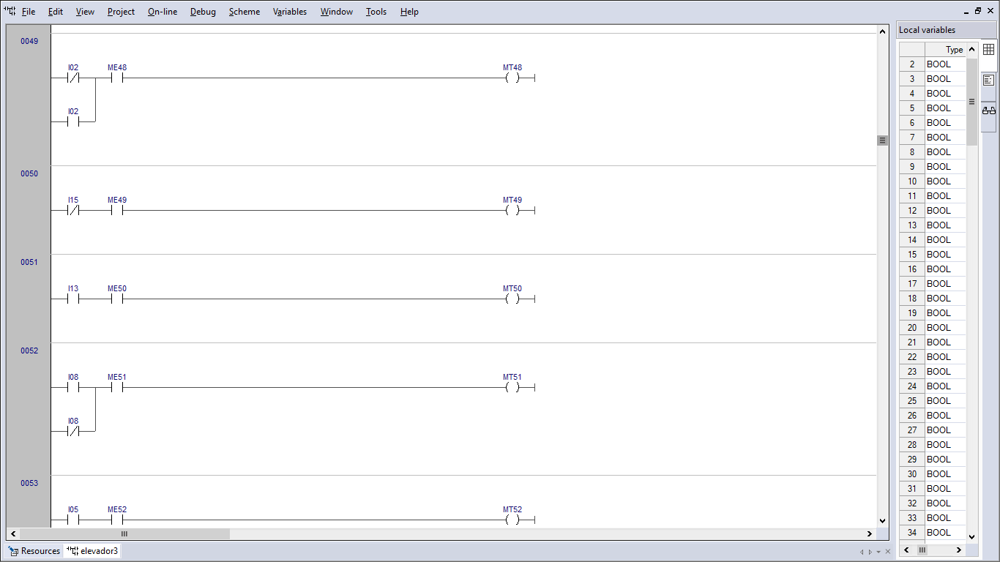 File Edit View Project On-line Debug Scheme Variables Window Tools Help
0049
I02 ME48 MT48
I02
0050
I15 ME49 MT49
0051
I13 ME50 MT50
0052
I08 ME51 MT51
I08
0053
I05 ME52 MT52
Resources elevador3
Local variables
Type
2 BOOL
3 BOOL
4 BOOL
5 BOOL
6 BOOL
7 BOOL
8 BOOL
9 BOOL
10 BOOL
11 BOOL
12 BOOL
13 BOOL
14 BOOL
15 BOOL
16 BOOL
17 BOOL
18 BOOL
19 BOOL
20 BOOL
21 BOOL
22 BOOL
23 BOOL
24 BOOL
25 BOOL
26 BOOL
27 BOOL
28 BOOL
29 BOOL
30 BOOL
31 BOOL
32 BOOL
33 BOOL
34 BOOL